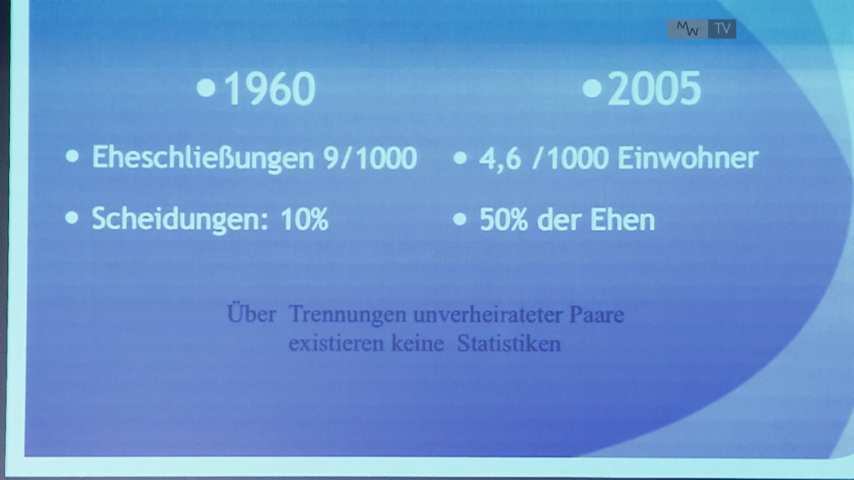 MW TV
•1960
•2005
• Eheschließungen 9/1000
• 4,6 /1000 Einwohner
• Scheidungen: 10%
• 50% der Ehen
Über Trennungen unverheirateter Paare
existieren keine Statistiken